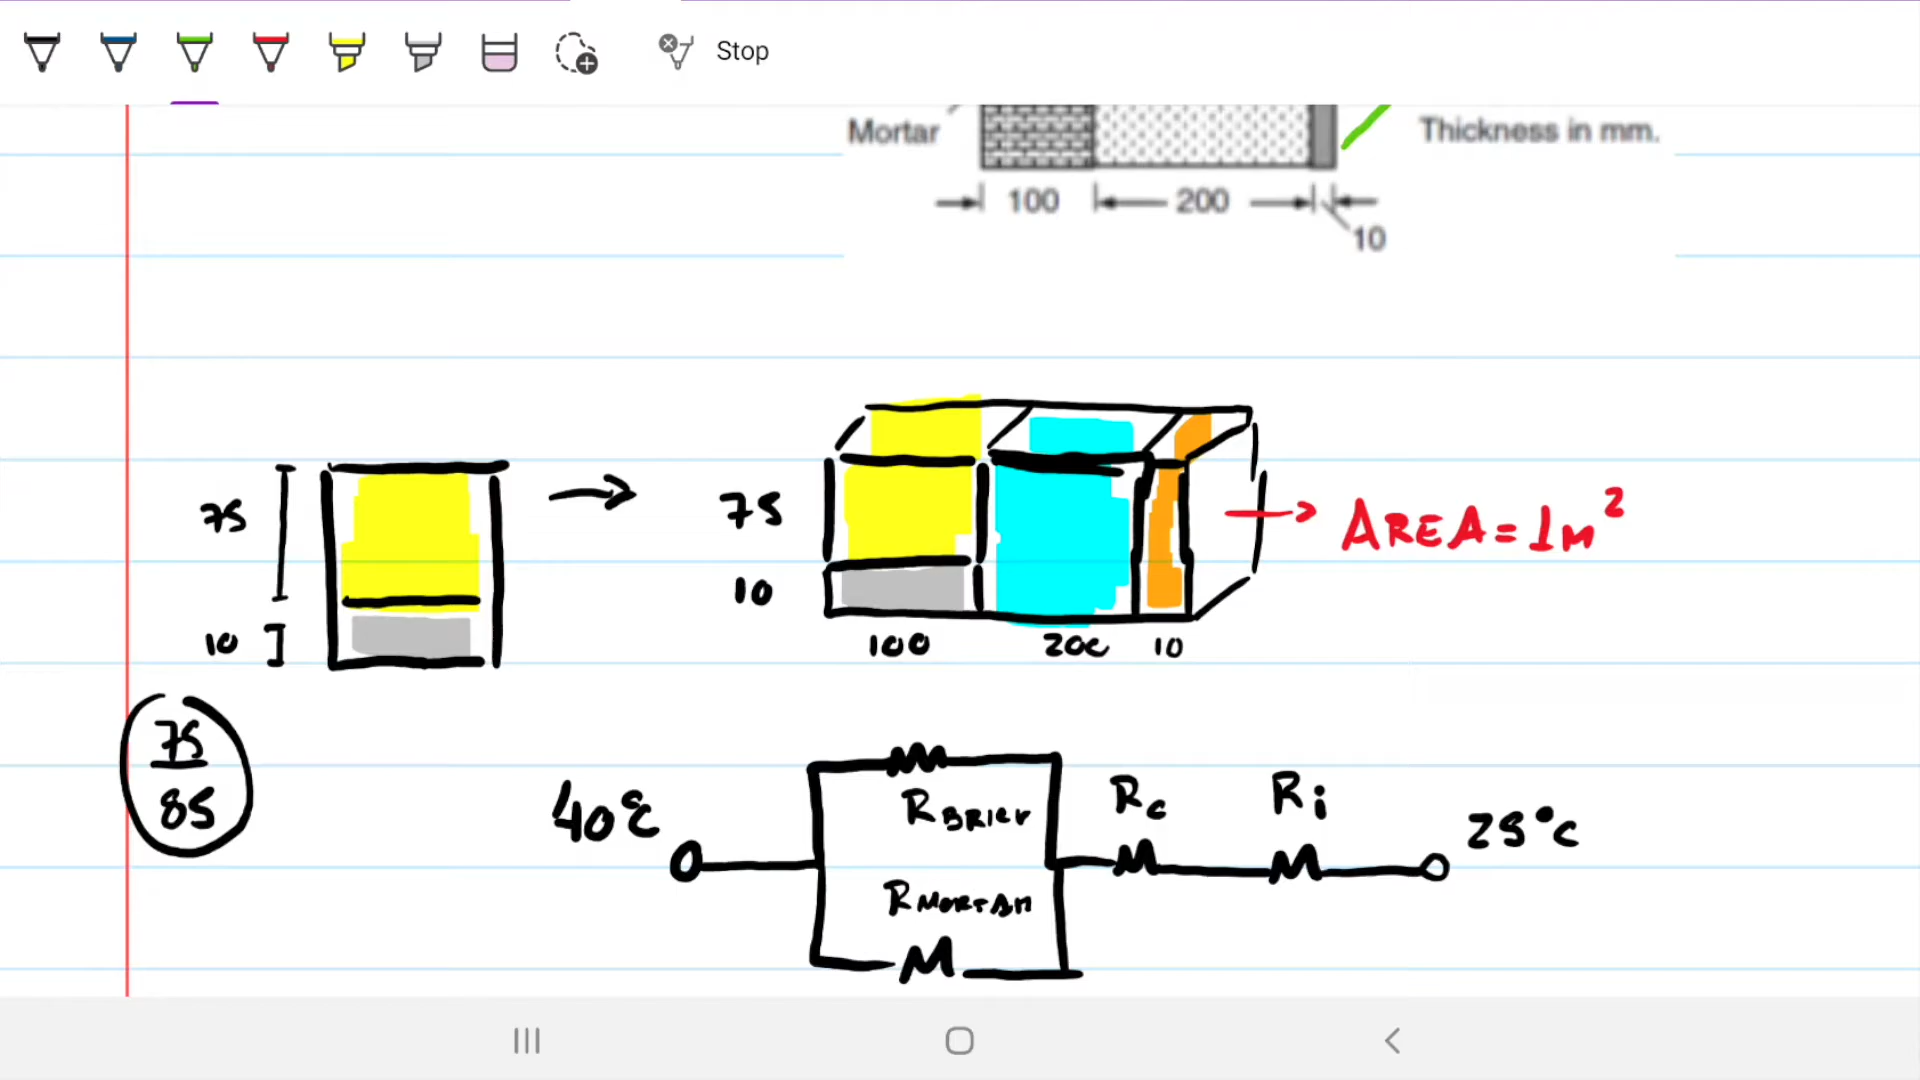 Stop
Mortar
Thickness in mm.
100 200
10
75
10
75
10
100 200 10
AREA = 1m²
75
85
40°C
RBRICK
RMORTAR
Rc
Ri
25°C